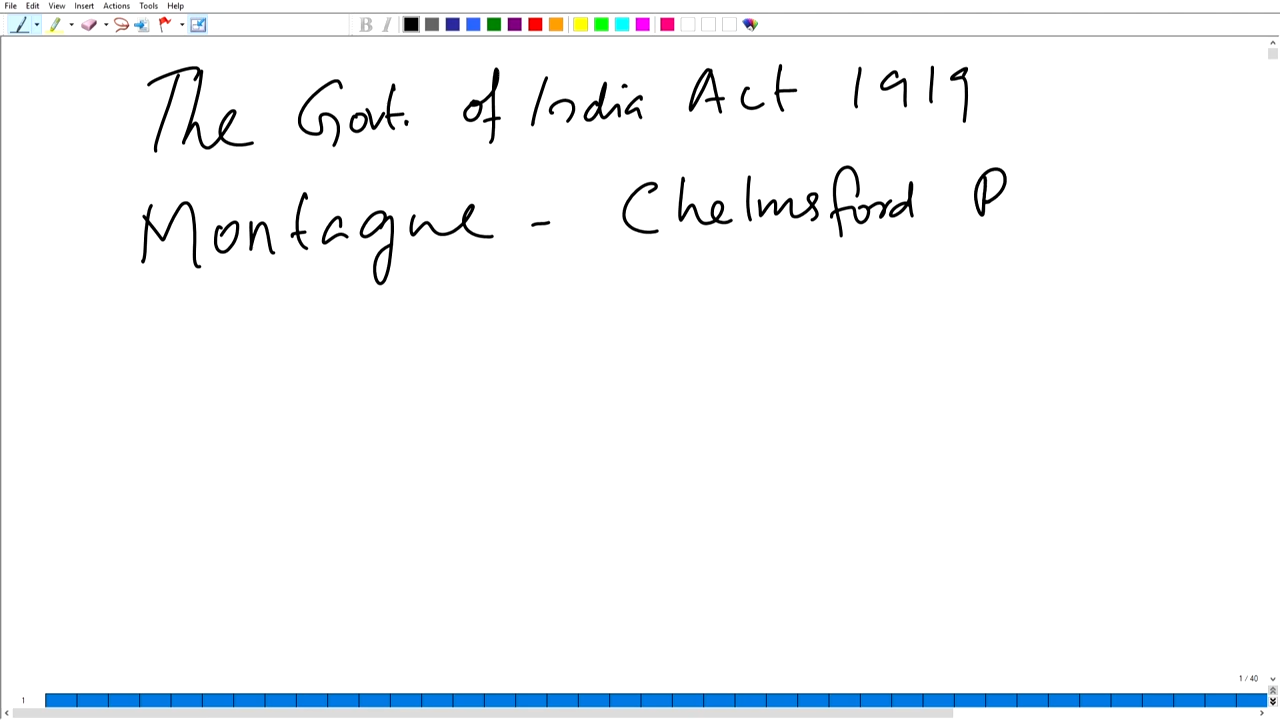 File Edit View Insert Actions Tools Help
B I
The Govt. of India Act 1919
Montague - Chelmsford P
1 / 40
1